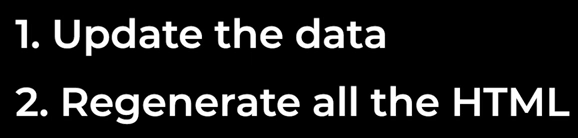 1. Update the data
2. Regenerate all the HTML